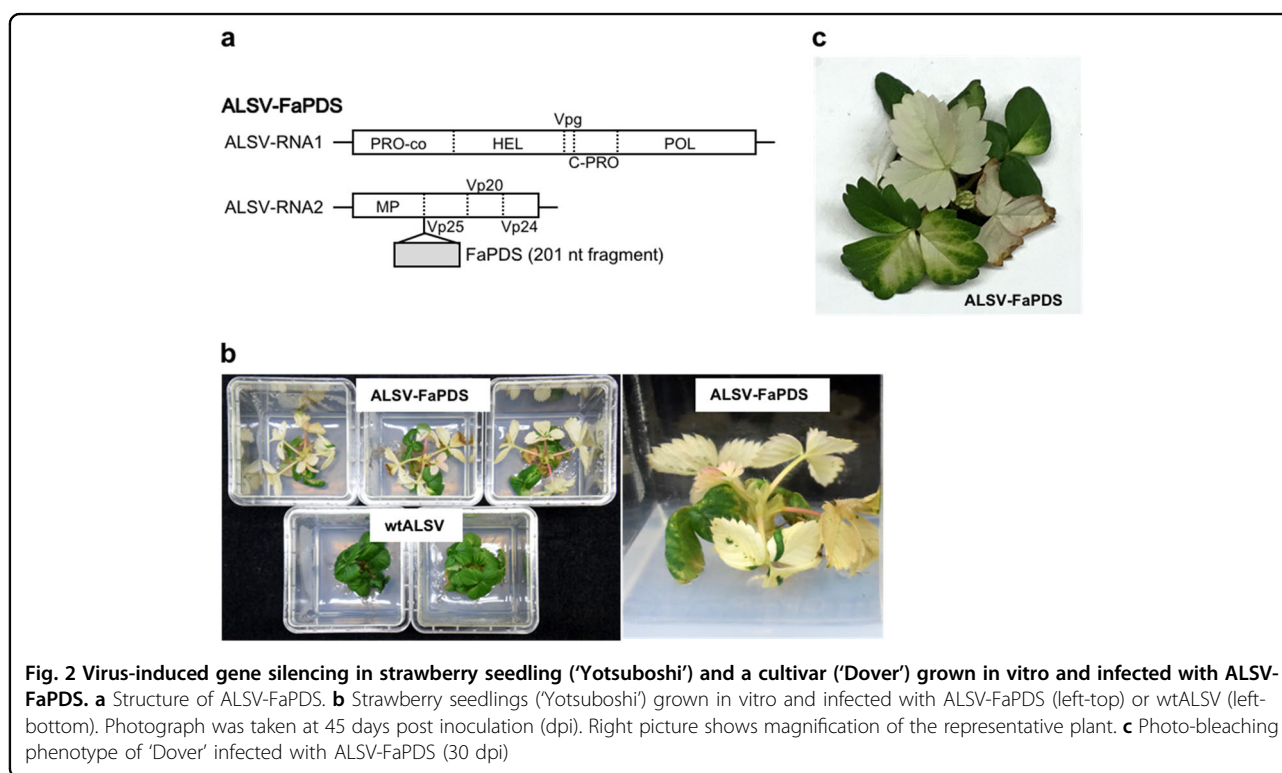 a
ALSV-FaPDS
Vpg
ALSV-RNA1 PRO-co HEL POL
C-PRO
Vp20
ALSV-RNA2 MP
Vp25 Vp24
FaPDS (201 nt fragment)
c
ALSV-FaPDS
b
ALSV-FaPDS
wtALSV
ALSV-FaPDS
Fig. 2 Virus-induced gene silencing in strawberry seedling (‘Yotsuboshi’) and a cultivar (‘Dover’) grown in vitro and infected with ALSV-
FaPDS. a Structure of ALSV-FaPDS. b Strawberry seedlings (‘Yotsuboshi’) grown in vitro and infected with ALSV-FaPDS (left-top) or wtALSV (left-
bottom). Photograph was taken at 45 days post inoculation (dpi). Right picture shows magnification of the representative plant. c Photo-bleaching
phenotype of ‘Dover’ infected with ALSV-FaPDS (30 dpi)